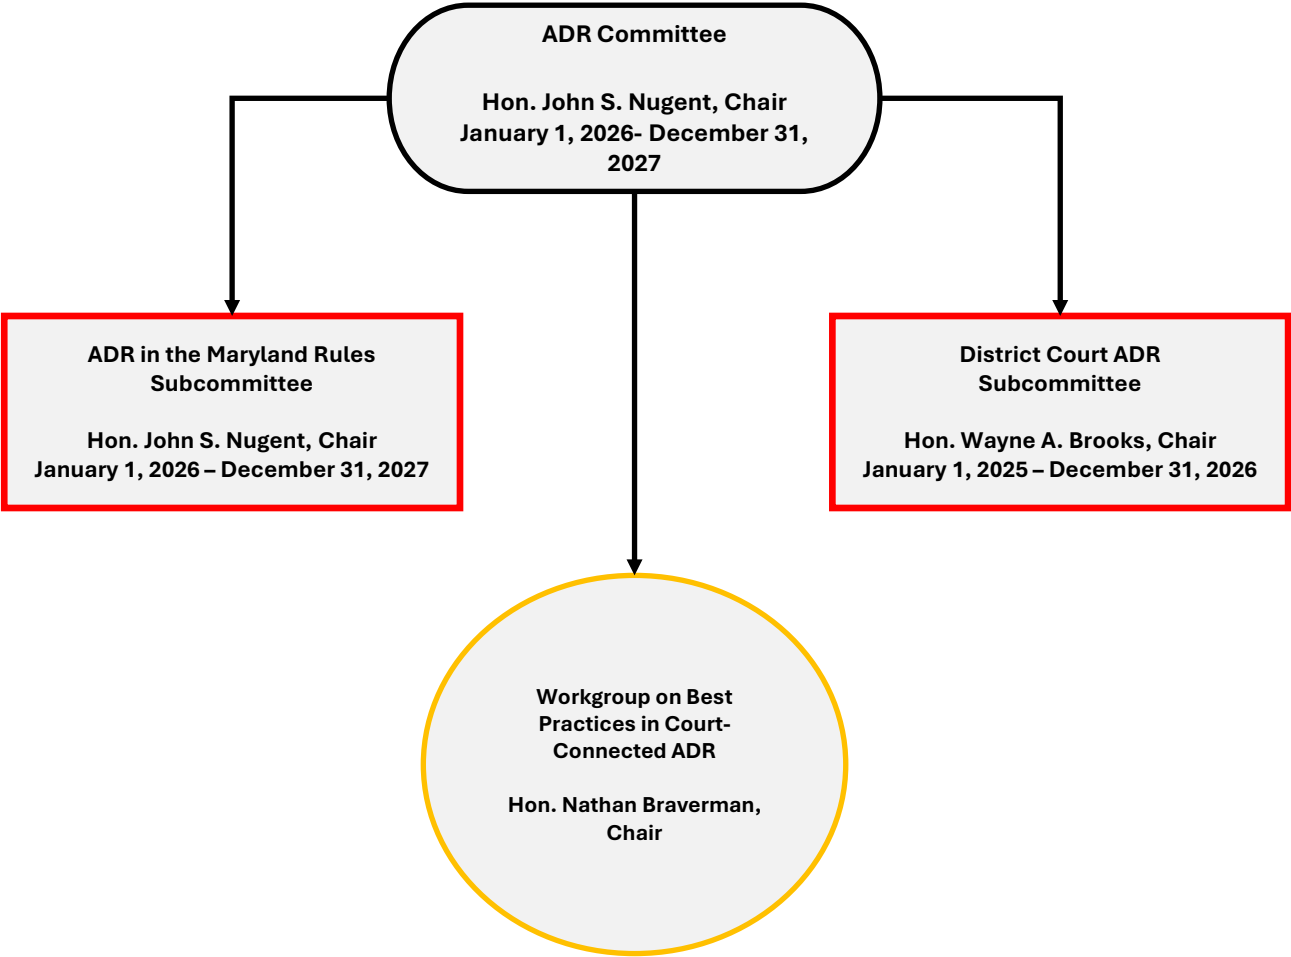 ADR Committee
Hon. John S. Nugent, Chair
January 1, 2026- December 31,
2027
ADR in the Maryland Rules
Subcommittee
Hon. John S. Nugent, Chair
January 1, 2026 – December 31, 2027
District Court ADR
Subcommittee
Hon. Wayne A. Brooks, Chair
January 1, 2025 – December 31, 2026
Workgroup on Best
Practices in Court-
Connected ADR
Hon. Nathan Braverman,
Chair